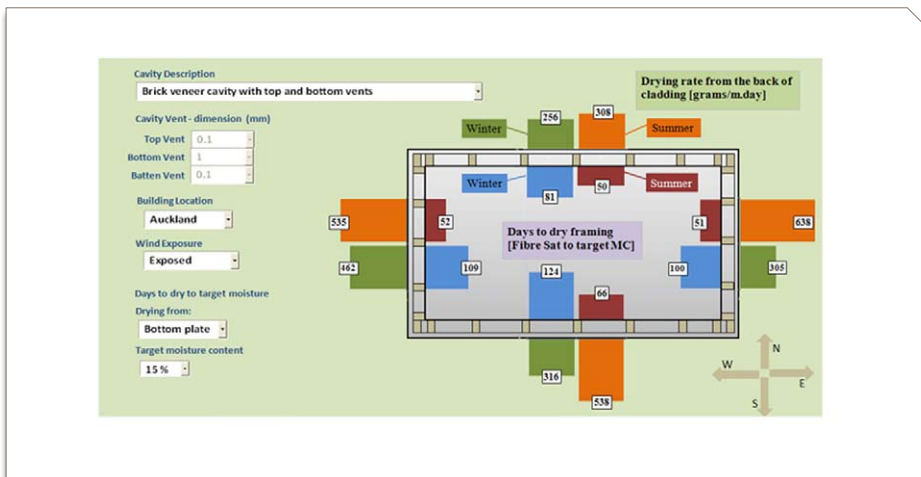 Cavity Description
Brick veneer cavity with top and bottom vents
Drying rate from the back of
cladding [grams/m.day]
Cavity Vent - dimension (mm)
Top Vent 0.1
Bottom Vent 1
Batten Vent 0.1
Building Location
Auckland
Wind Exposure
Exposed
Days to dry to target moisture
Drying from:
Bottom plate
Target moisture content
15 %
256
308
Winter
Summer
Winter
Summer
81
50
535
52
51
638
Days to dry framing
[Fibre Sat to target MC]
462
109
124
100
305
66
316
538
N
W
E
S